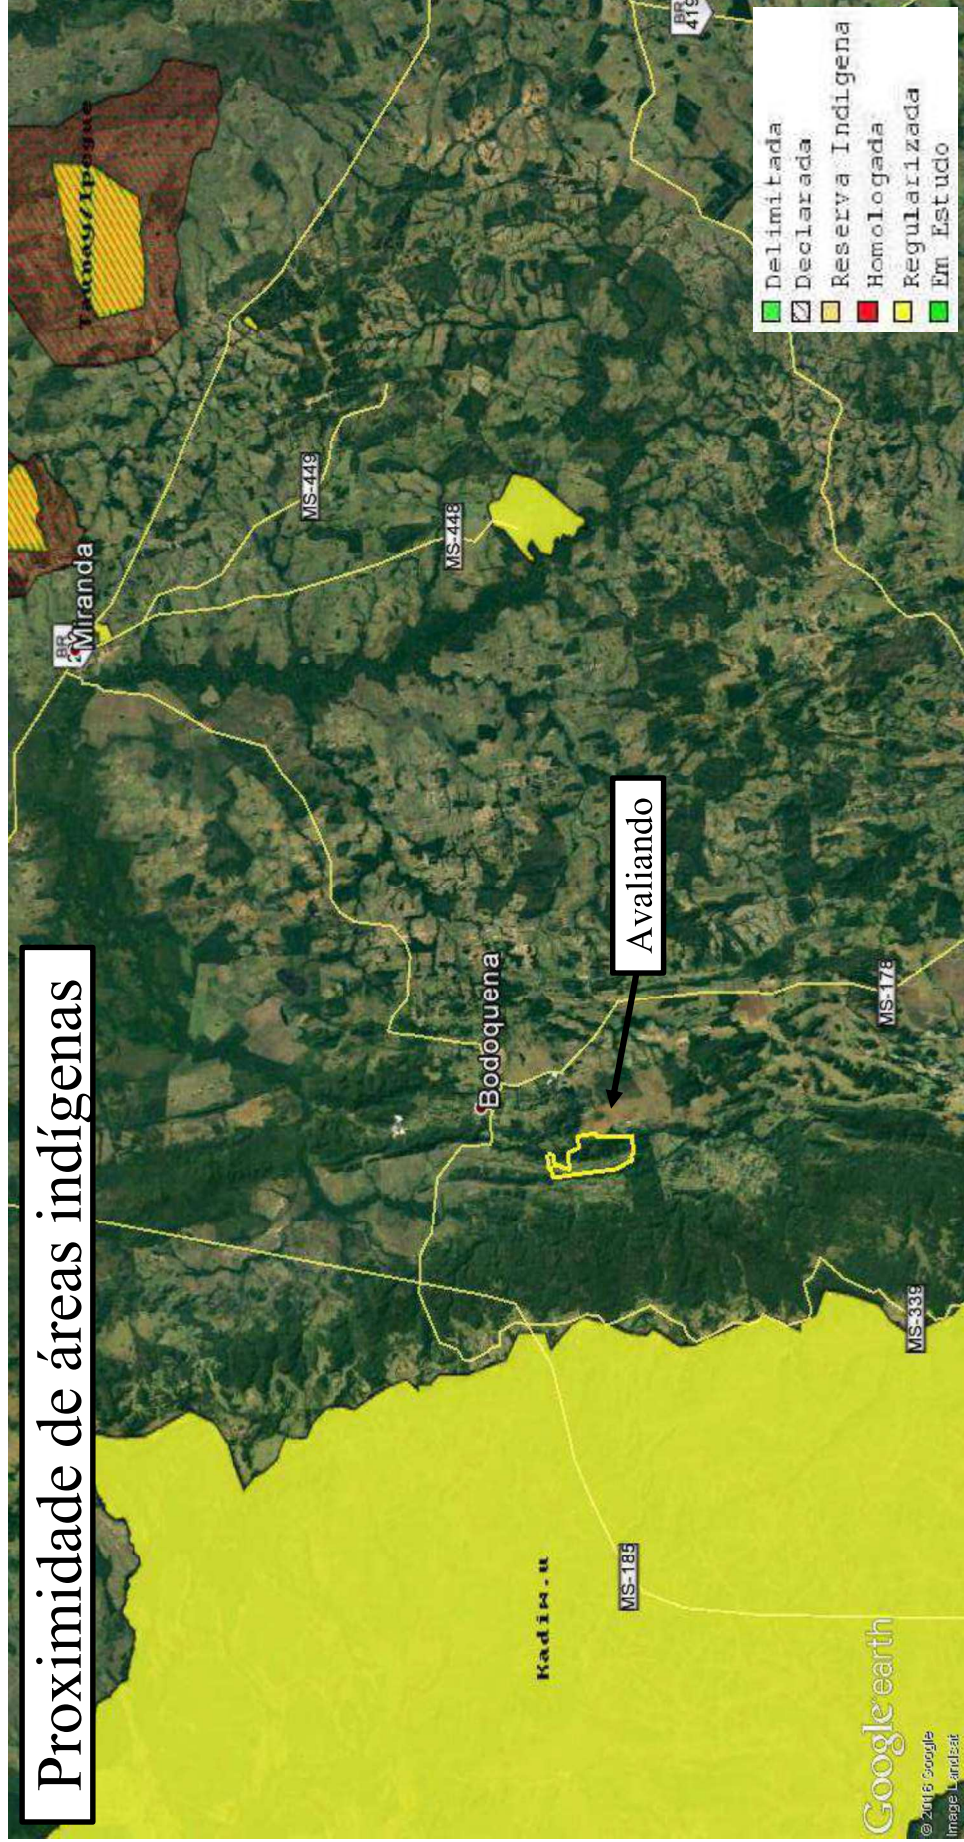 Proximidade de áreas indígenas
BR
Miranda
MS-449
MS-448
BR
419
Bodoquena
Avaliando
MS-178
MS-339
MS-185
Kadiw.u
Delimitada
Declarada
Reserva Indígena
Homologada
Regularizada
Em Estudo
Google earth
© 2016 Google
Image Landsat